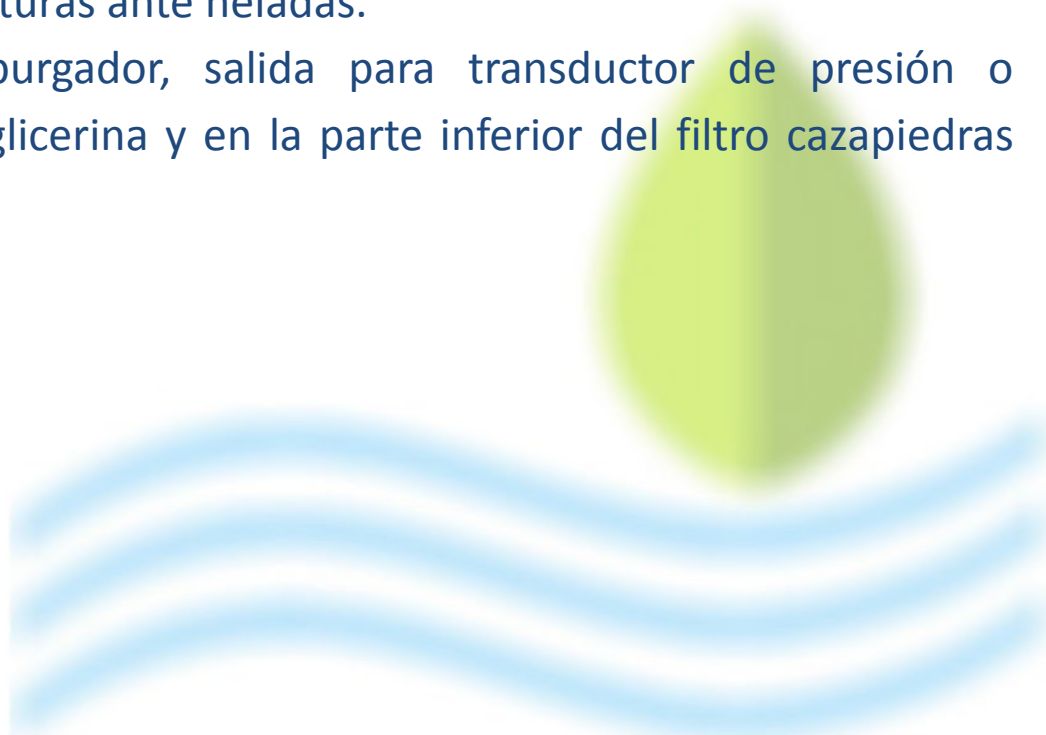 turas ante heladas.
purgador, salida para transductor de presión o
glicerina y en la parte inferior del filtro cazapiedras